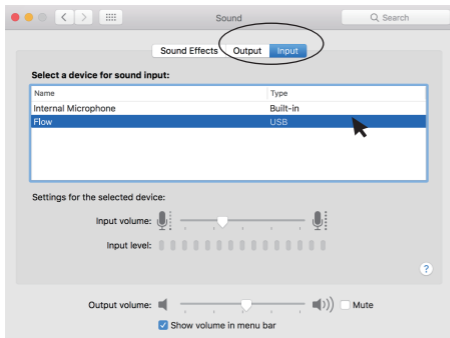 Sound
Search
Sound Effects Output Input
Select a device for sound input:
Name Type
Internal Microphone Built-in
Flow USB
Settings for the selected device:
Input volume:
Input level:
?
Output volume: Mute
Show volume in menu bar